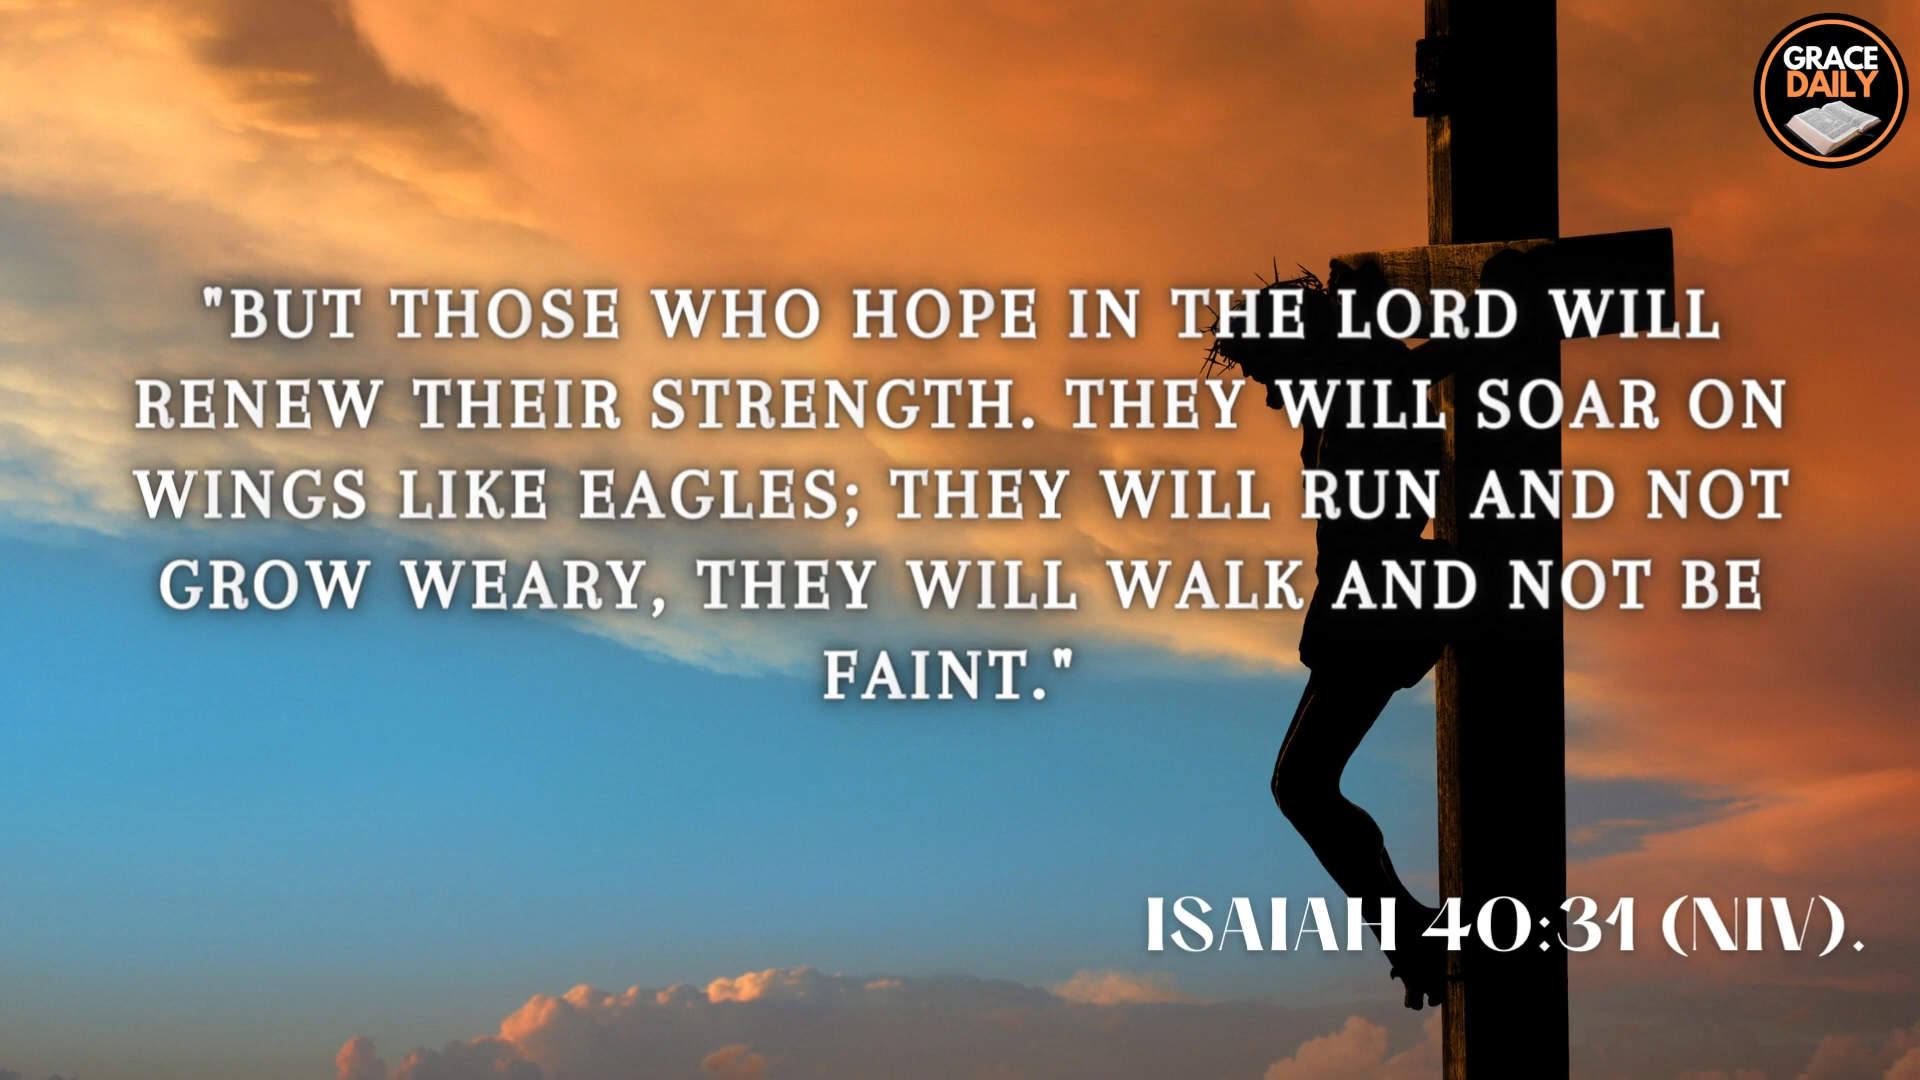 GRACE
DAILY
"BUT THOSE WHO HOPE IN THE LORD WILL
RENEW THEIR STRENGTH. THEY WILL SOAR ON
WINGS LIKE EAGLES; THEY WILL RUN AND NOT
GROW WEARY, THEY WILL WALK AND NOT BE
FAINT."
ISAIAH 40:31 (NIV).